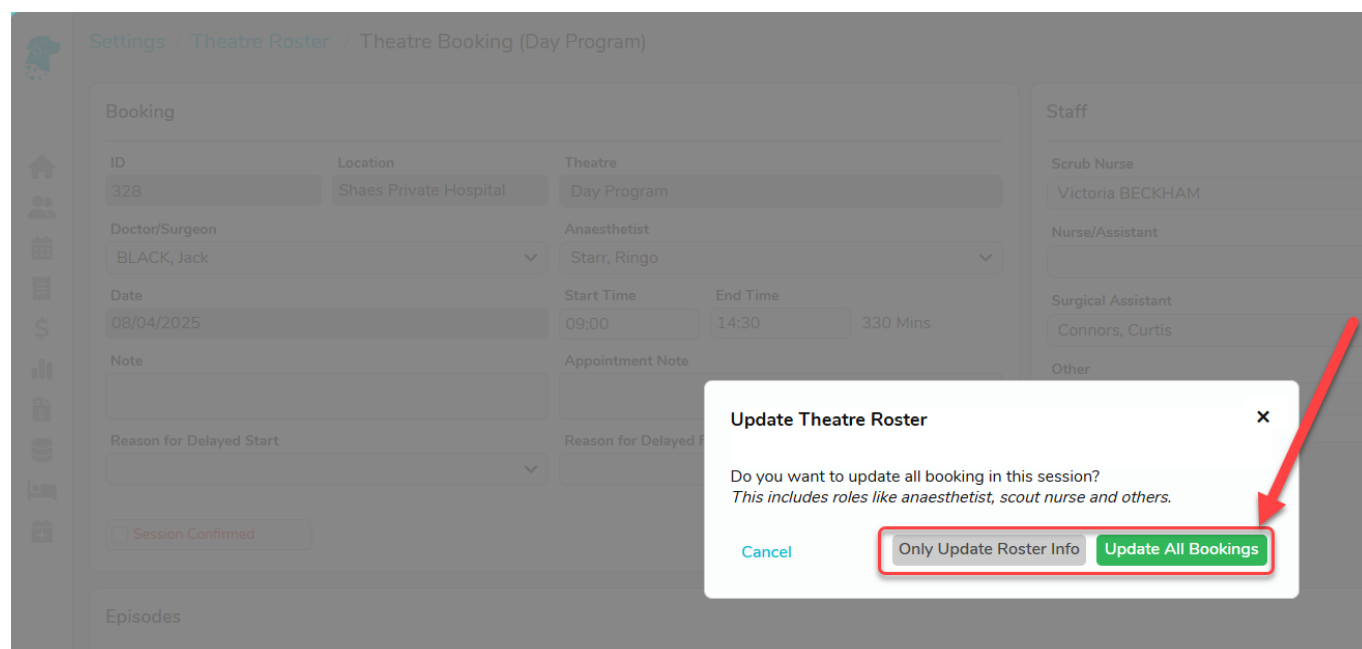 Settings / Theatre Roster / Theatre Booking (Day Program)
Booking
Staff
ID Location Theatre
328 Shaes Private Hospital Day Program
Scrub Nurse
Victoria BECKHAM
Doctor/Surgeon Anaesthetist
BLACK, Jack Starr, Ringo
Nurse/Assistant
Date Start Time End Time
08/04/2025 09:00 14:30 330 Mins
Surgical Assistant
Connors, Curtis
Note Appointment Note
Other
Reason for Delayed Start Reason for Delayed
Session Confirmed
Update Theatre Roster
Do you want to update all booking in this session?
This includes roles like anaesthetist, scout nurse and others.
Cancel Only Update Roster Info Update All Bookings
Episodes